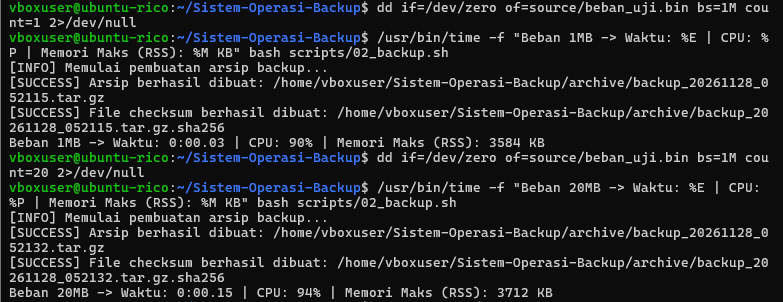 vboxuser@ubuntu-rico:~/Sistem-Operasi-Backup$ dd if=/dev/zero of=source/beban_uji.bin bs=1M cou
nt=1 2>/dev/null
vboxuser@ubuntu-rico:~/Sistem-Operasi-Backup$ /usr/bin/time -f "Beban 1MB -> Waktu: %E | CPU: %
P | Memori Maks (RSS): %M KB" bash scripts/02_backup.sh
[INFO] Memulai pembuatan arsip backup...
[SUCCESS] Arsip berhasil dibuat: /home/vboxuser/Sistem-Operasi-Backup/archive/backup_20261128_0
52115.tar.gz
[SUCCESS] File checksum berhasil dibuat: /home/vboxuser/Sistem-Operasi-Backup/archive/backup_20
261128_052115.tar.gz.sha256
Beban 1MB -> Waktu: 0:00.03 | CPU: 90% | Memori Maks (RSS): 3584 KB
vboxuser@ubuntu-rico:~/Sistem-Operasi-Backup$ dd if=/dev/zero of=source/beban_uji.bin bs=1M cou
nt=20 2>/dev/null
vboxuser@ubuntu-rico:~/Sistem-Operasi-Backup$ /usr/bin/time -f "Beban 20MB -> Waktu: %E | CPU:
%P | Memori Maks (RSS): %M KB" bash scripts/02_backup.sh
[INFO] Memulai pembuatan arsip backup...
[SUCCESS] Arsip berhasil dibuat: /home/vboxuser/Sistem-Operasi-Backup/archive/backup_20261128_0
52132.tar.gz
[SUCCESS] File checksum berhasil dibuat: /home/vboxuser/Sistem-Operasi-Backup/archive/backup_20
261128_052132.tar.gz.sha256
Beban 20MB -> Waktu: 0:00.15 | CPU: 94% | Memori Maks (RSS): 3712 KB